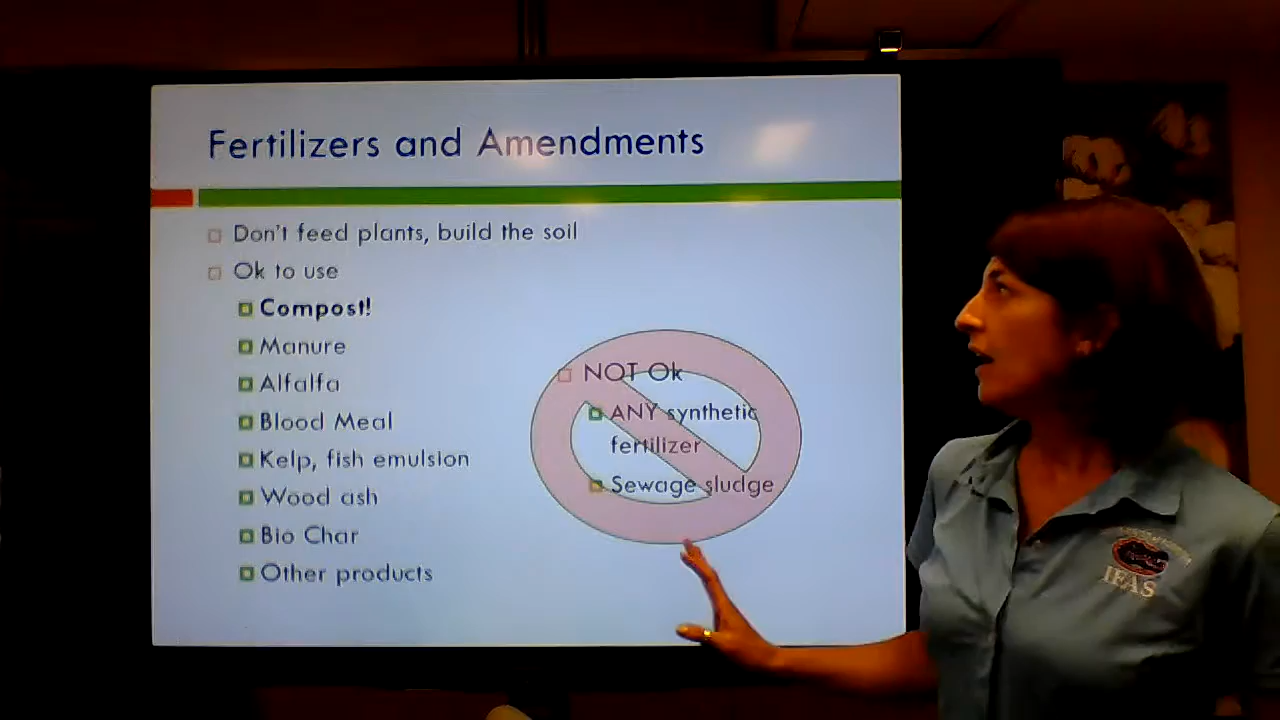 Fertilizers and Amendments
Don't feed plants, build the soil
Ok to use
Compost!
Manure
Alfalfa
Blood Meal
Kelp, fish emulsion
Wood ash
Bio Char
Other products
NOT Ok
ANY synthetic
fertilizer
Sewage sludge
IFAS